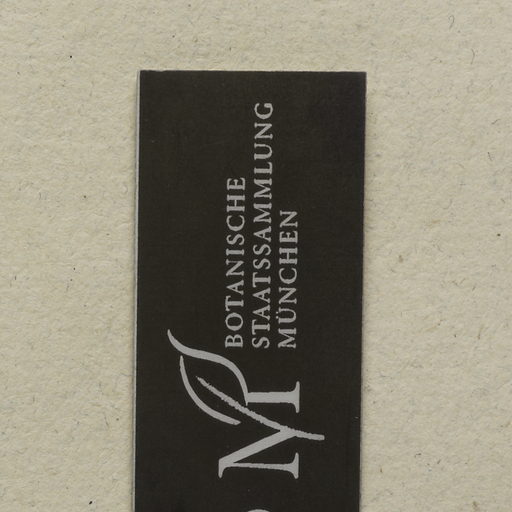 M
BOTANISCHE
STAATSSAMMLUNG
MÜNCHEN